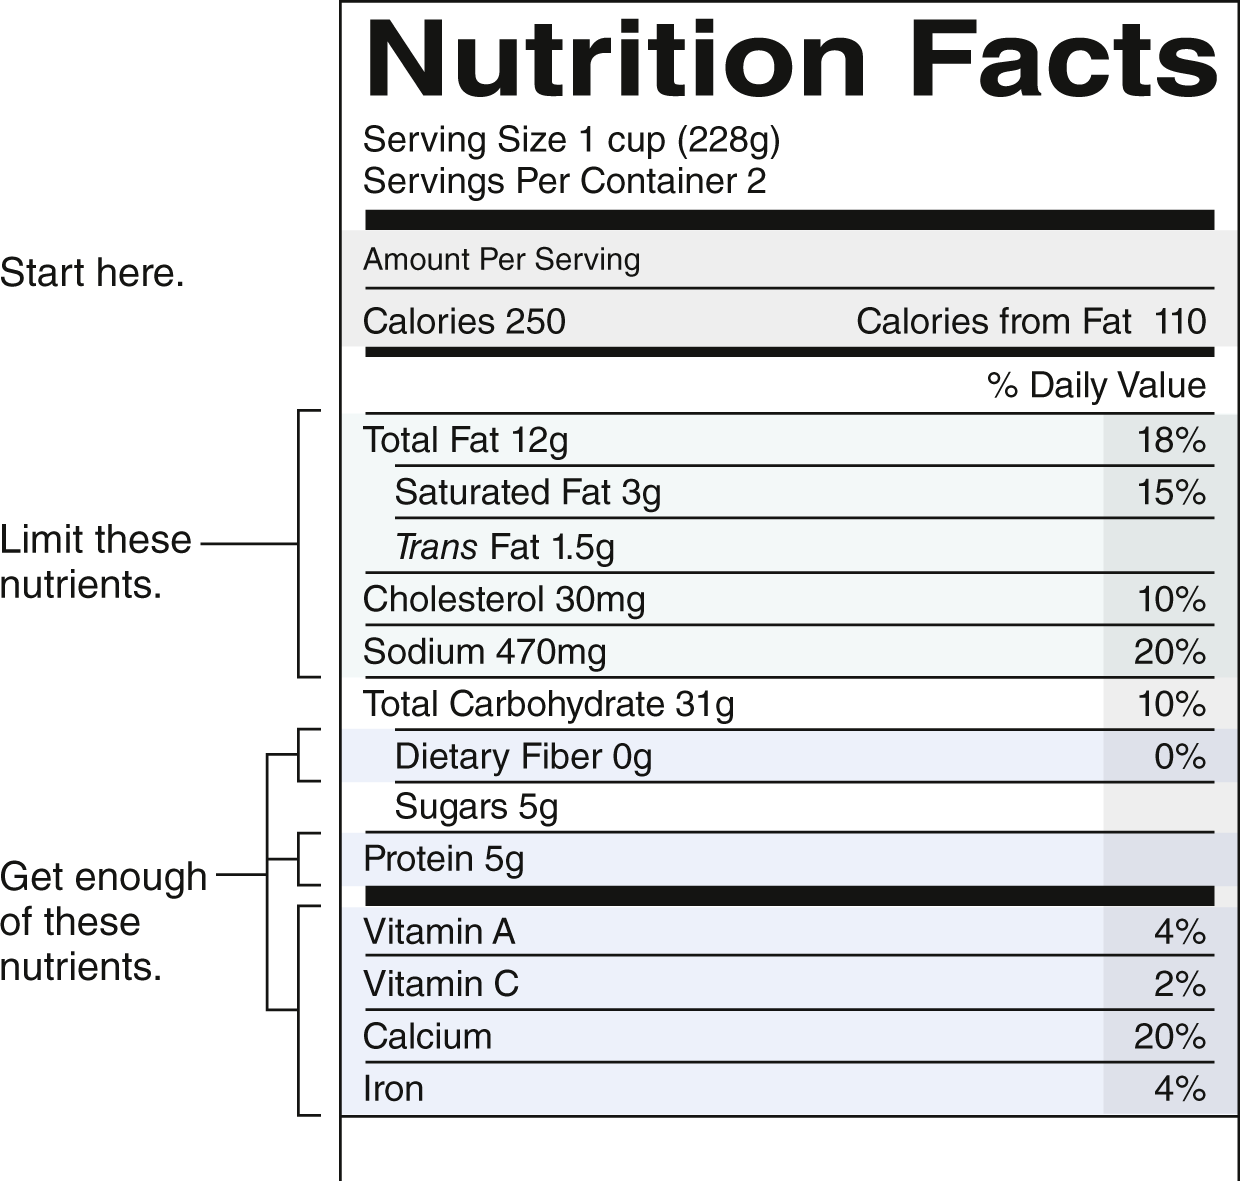 Nutrition Facts
Serving Size 1 cup (228g)
Servings Per Container 2
Start here.
Amount Per Serving
Calories 250 Calories from Fat 110
% Daily Value
Limit these
nutrients.
Total Fat 12g 18%
Saturated Fat 3g 15%
Trans Fat 1.5g
Cholesterol 30mg 10%
Sodium 470mg 20%
Total Carbohydrate 31g 10%
Get enough
of these
nutrients.
Dietary Fiber 0g 0%
Sugars 5g
Protein 5g
Vitamin A 4%
Vitamin C 2%
Calcium 20%
Iron 4%